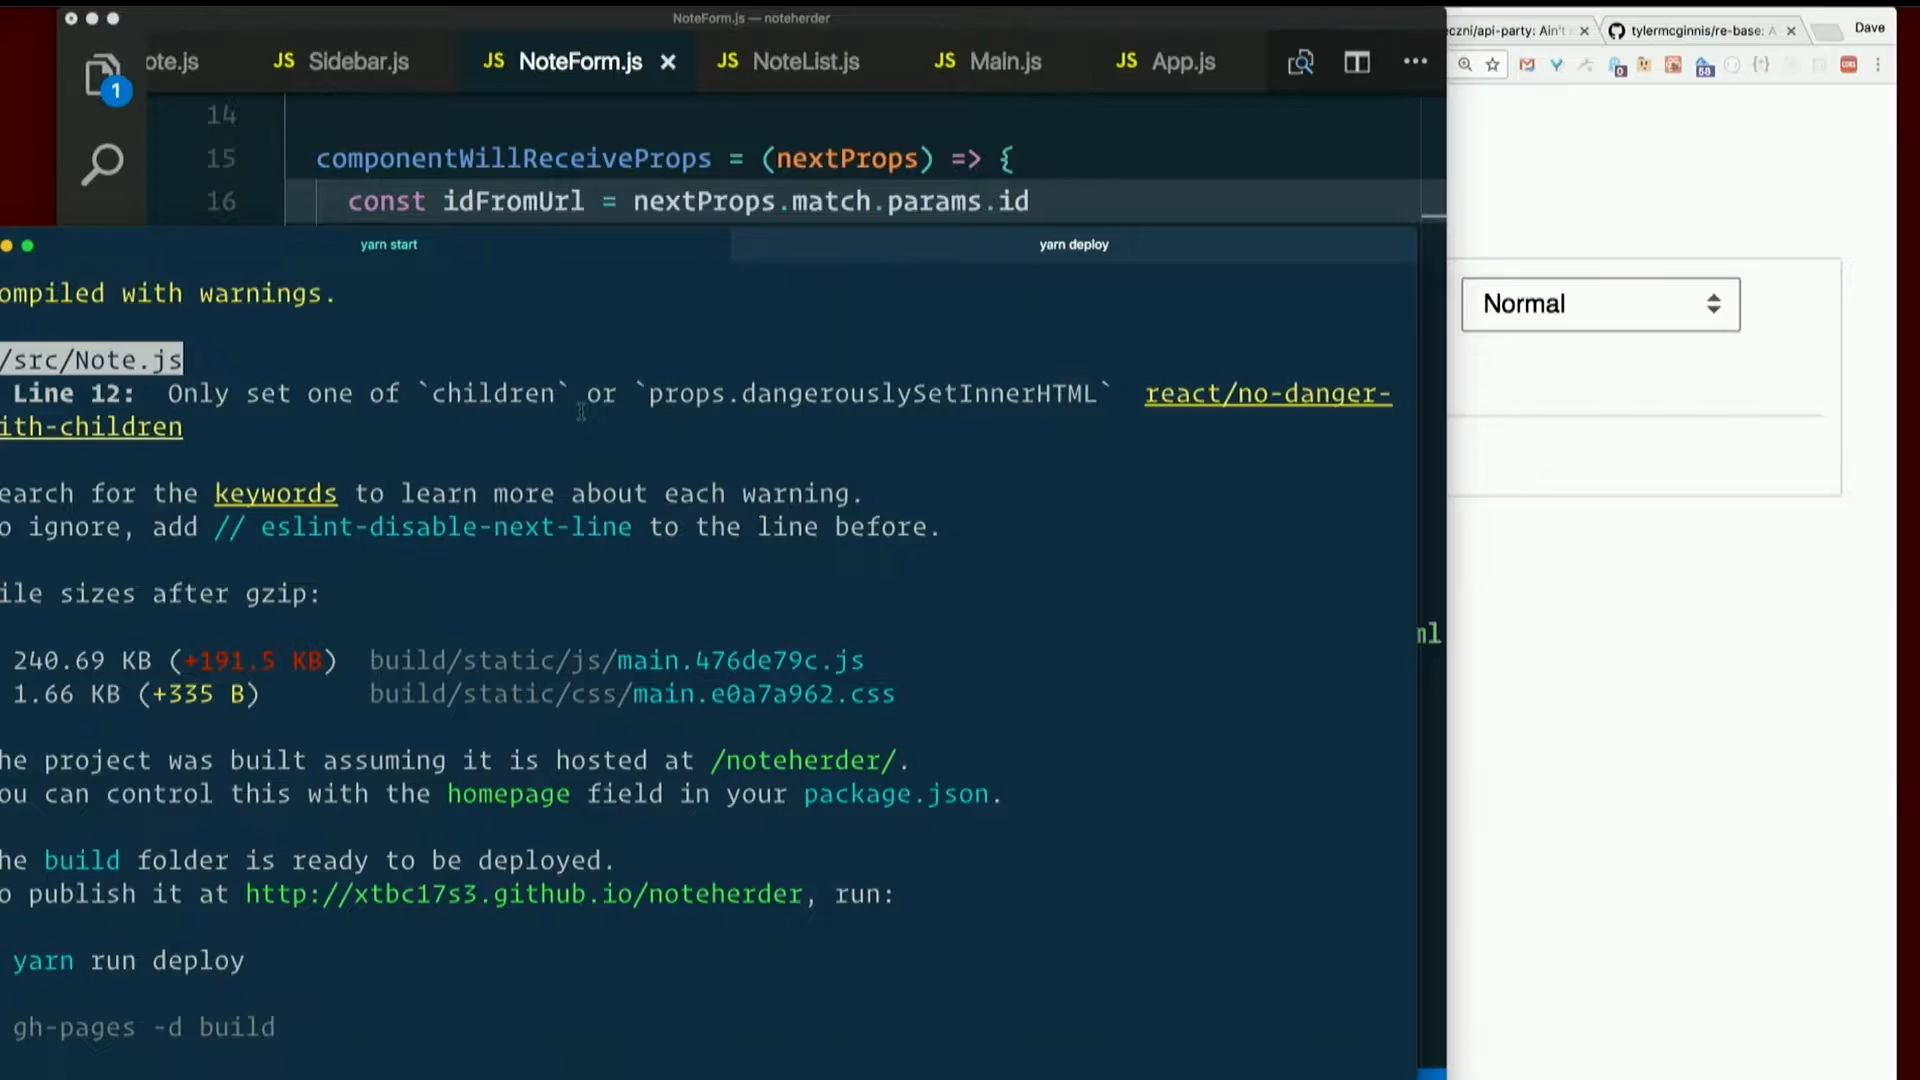 NoteForm.js — noteherder
ote.js
JS Sidebar.js
JS NoteForm.js
JS NoteList.js
JS Main.js
JS App.js
czni/api-party: Ain't
tylermcginnis/re-base: A
Dave
1
14
15 componentWillReceiveProps = (nextProps) => {
16 const idFromUrl = nextProps.match.params.id
yarn start
yarn deploy
ompiled with warnings.
/src/Note.js
Line 12: Only set one of `children` or `props.dangerouslySetInnerHTML` react/no-danger-
ith-children
earch for the keywords to learn more about each warning.
o ignore, add // eslint-disable-next-line to the line before.
ile sizes after gzip:
240.69 KB (+191.5 KB) build/static/js/main.476de79c.js
1.66 KB (+335 B) build/static/css/main.e0a7a962.css
he project was built assuming it is hosted at /noteherder/.
ou can control this with the homepage field in your package.json.
he build folder is ready to be deployed.
o publish it at http://xtbc17s3.github.io/noteherder, run:
yarn run deploy
gh-pages -d build
ml
Normal